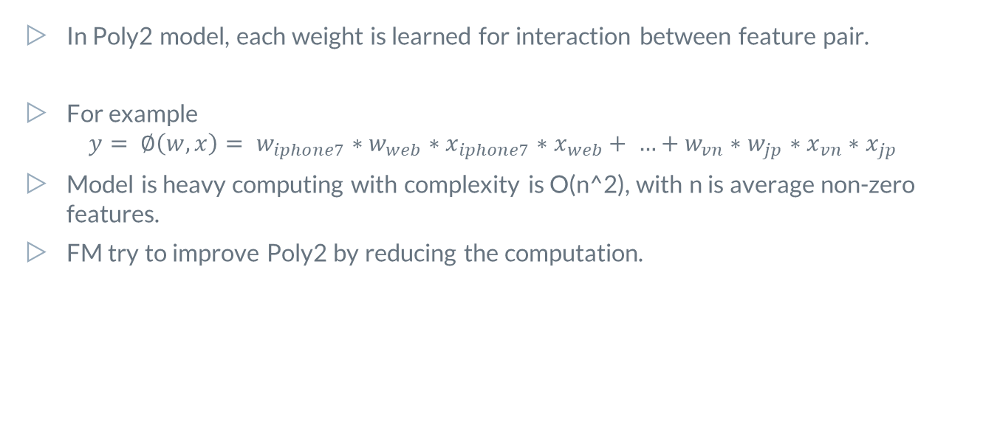 In Poly2 model, each weight is learned for interaction between feature pair.
For example
y = Ø(w, x) = w_{iphone7} * w_{web} * x_{iphone7} * x_{web} + … + w_{vn} * w_{jp} * x_{vn} * x_{jp}
Model is heavy computing with complexity is O(n^2), with n is average non-zero
features.
FM try to improve Poly2 by reducing the computation.